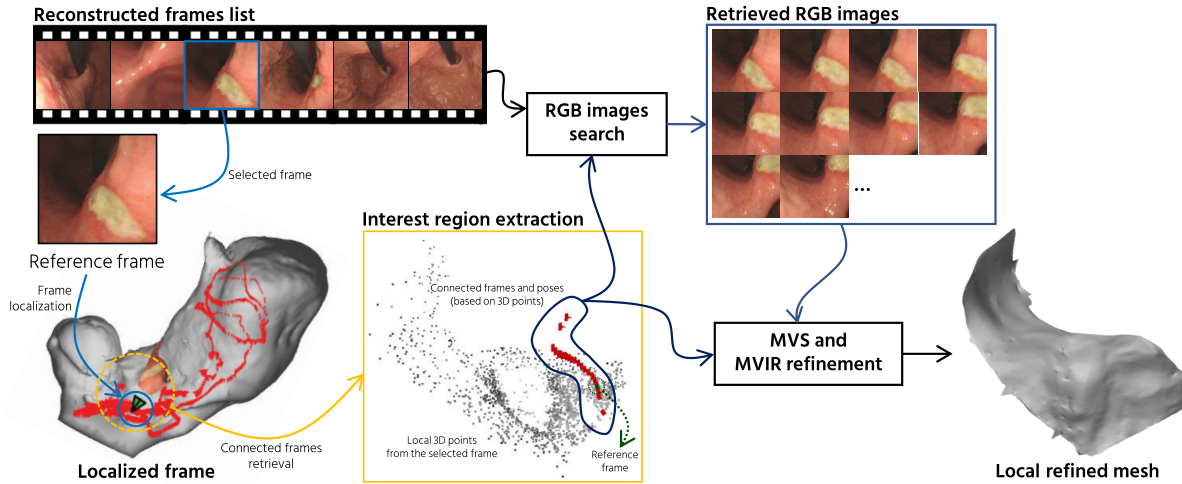 Reconstructed frames list
Retrieved RGB images
RGB images
search
Selected frame
...
Interest region extraction
Reference frame
Frame
localization
Connected frames and poses
(based on 3D points)
MVS and
MVIR refinement
Connected frames
retrieval
Local 3D points
from the selected frame
Reference
frame
Localized frame
Local refined mesh